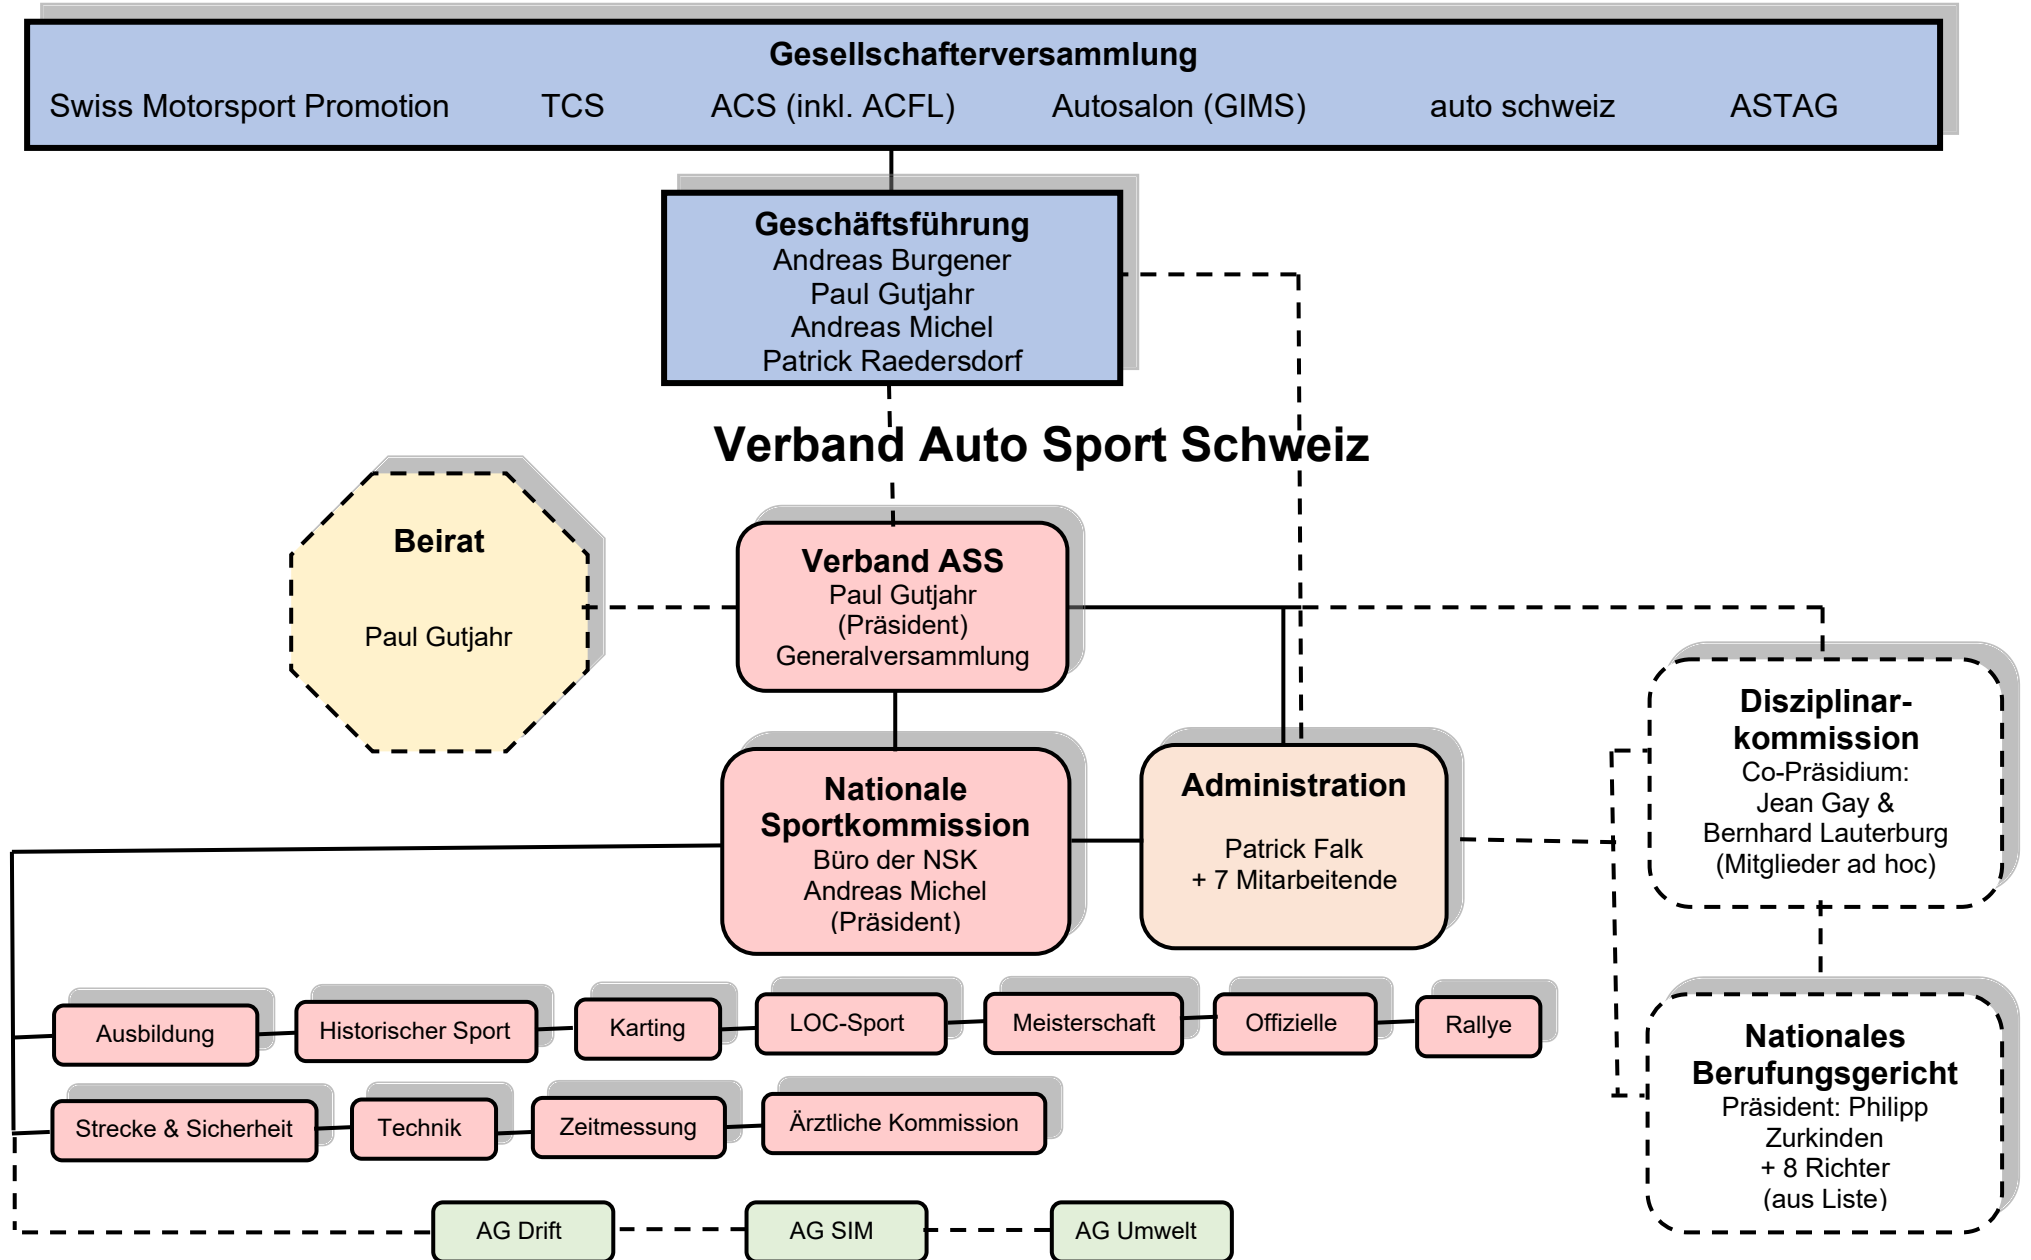 Gesellschafterversammlung
Swiss Motorsport Promotion TCS ACS (inkl. ACFL) Autosalon (GIMS) auto schweiz ASTAG
Geschäftsführung
Andreas Burgener
Paul Gutjahr
Andreas Michel
Patrick Raedersdorf
Verband Auto Sport Schweiz
Beirat
Paul Gutjahr
Verband ASS
Paul Gutjahr
(Präsident)
Generalversammlung
Nationale
Sportkommission
Büro der NSK
Andreas Michel
(Präsident)
Administration
Patrick Falk
+ 7 Mitarbeitende
Disziplinar-
kommission
Co-Präsidium:
Jean Gay &
Bernhard Lauterburg
(Mitglieder ad hoc)
Nationales
Berufungsgericht
Präsident: Philipp
Zurkinden
+ 8 Richter
(aus Liste)
Ausbildung
Historischer Sport
Karting
LOC-Sport
Meisterschaft
Offizielle
Rallye
Strecke & Sicherheit
Technik
Zeitmessung
Ärztliche Kommission
AG Drift
AG SIM
AG Umwelt